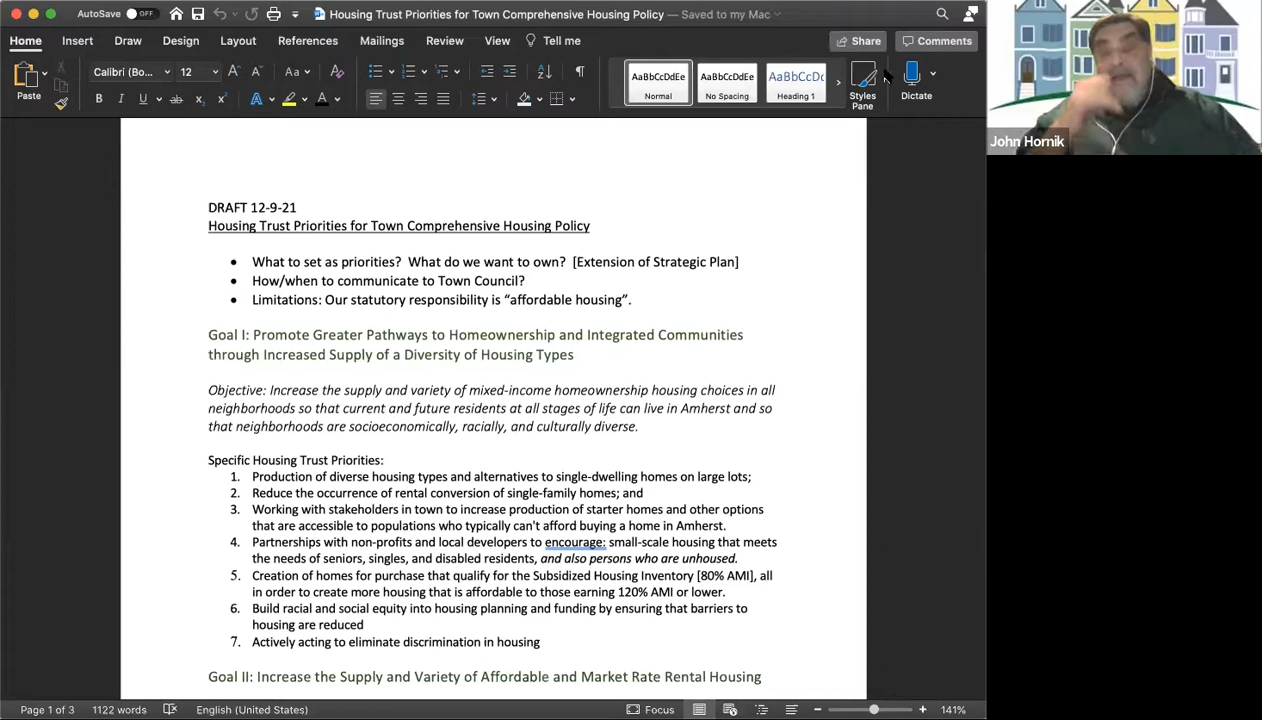 AutoSave OFF Housing Trust Priorities for Town Comprehensive Housing Policy — Saved to my Mac
Home Insert Draw Design Layout References Mailings Review View Tell me Share Comments
Paste Calibri (Bo... 12 A A Aa A
B I U ab x₂ x² A A
AaBbCcDdEe AaBbCcDdEe AaBbCcDc
Normal No Spacing Heading 1 Styles Pane Dictate
John Hornik
DRAFT 12-9-21
Housing Trust Priorities for Town Comprehensive Housing Policy
• What to set as priorities? What do we want to own? [Extension of Strategic Plan]
• How/when to communicate to Town Council?
• Limitations: Our statutory responsibility is “affordable housing”.
Goal I: Promote Greater Pathways to Homeownership and Integrated Communities
through Increased Supply of a Diversity of Housing Types
Objective: Increase the supply and variety of mixed-income homeownership housing choices in all
neighborhoods so that current and future residents at all stages of life can live in Amherst and so
that neighborhoods are socioeconomically, racially, and culturally diverse.
Specific Housing Trust Priorities:
1. Production of diverse housing types and alternatives to single-dwelling homes on large lots;
2. Reduce the occurrence of rental conversion of single-family homes; and
3. Working with stakeholders in town to increase production of starter homes and other options
that are accessible to populations who typically can't afford buying a home in Amherst.
4. Partnerships with non-profits and local developers to encourage: small-scale housing that meets
the needs of seniors, singles, and disabled residents, and also persons who are unhoused.
5. Creation of homes for purchase that qualify for the Subsidized Housing Inventory [80% AMI], all
in order to create more housing that is affordable to those earning 120% AMI or lower.
6. Build racial and social equity into housing planning and funding by ensuring that barriers to
housing are reduced
7. Actively acting to eliminate discrimination in housing
Goal II: Increase the Supply and Variety of Affordable and Market Rate Rental Housing
Page 1 of 3 1122 words English (United States) Focus 141%